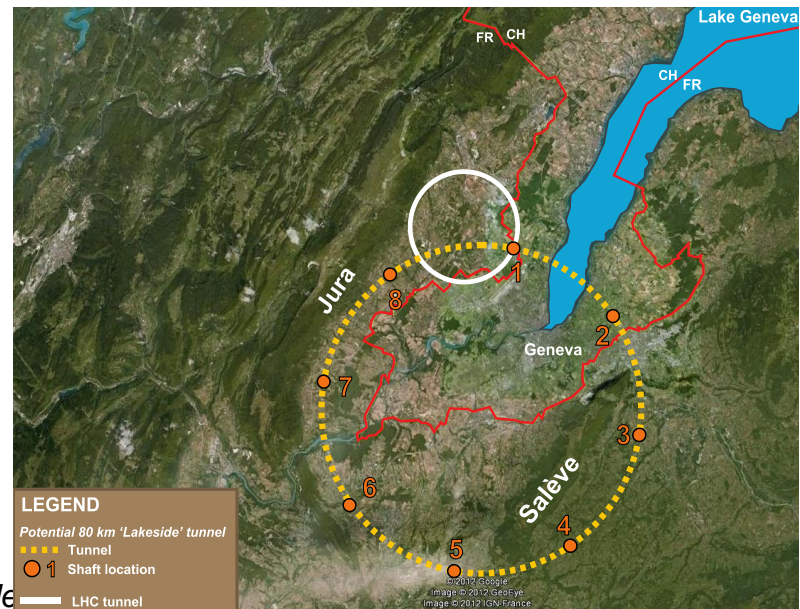 Lake Geneva
FR CH
CH FR
1
Jura
8
2
Geneva
7
3
Salève
6
4
5
LEGEND
Potential 80 km 'Lakeside' tunnel
Tunnel
1 Shaft location
LHC tunnel
© 2012 Google
Image © 2012 GeoEye
Image © 2012 IGN-France